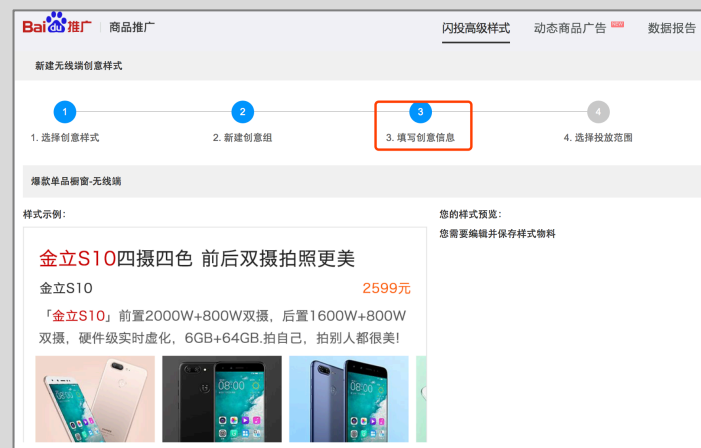 Bai du 推广 商品推广 闪投高级样式 动态商品广告 NEW 数据报告
新建无线端创意样式
1 2 3 4
1. 选择创意样式 2. 新建创意组 3. 填写创意信息 4. 选择投放范围
爆款单品橱窗-无线端
样式示例: 您的样式预览:
您需要编辑并保存样式物料
金立S10四摄四色 前后双摄拍照更美
金立S10 2599元
「金立S10」前置2000W+800W双摄，后置1600W+800W
双摄，硬件级实时虚化，6GB+64GB.拍自己，拍别人都很美!
08:00 08:00 08:00